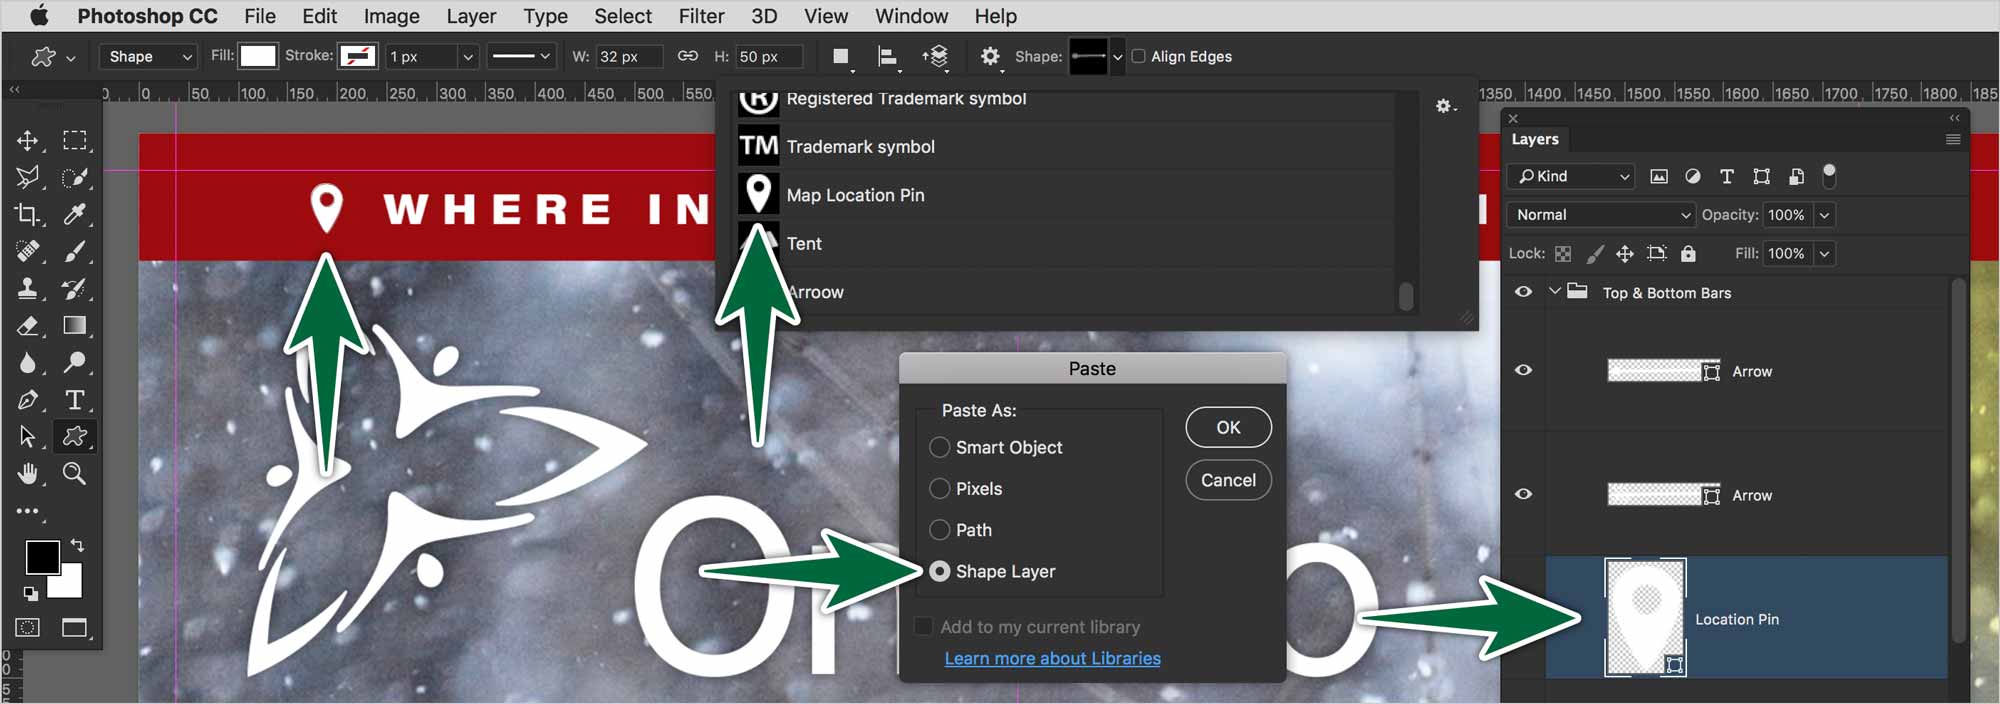 Photoshop CC File Edit Image Layer Type Select Filter 3D View Window Help
Shape Fill: Stroke: 1 px W: 32 px H: 50 px Shape: Align Edges
0 50 100 150 200 250 300 350 400 450 500 550 1350 1400 1450 1500 1550 1600 1650 1700 1750 1800 185
Registered Trademark symbol
TM Trademark symbol
Map Location Pin
Tent
Arroow
WHERE IN
Paste
Paste As:
Smart Object
Pixels
Path
Shape Layer
OK
Cancel
Add to my current library
Learn more about Libraries
Layers
Kind
Normal Opacity: 100%
Lock: Fill: 100%
Top & Bottom Bars
Arrow
Arrow
Location Pin